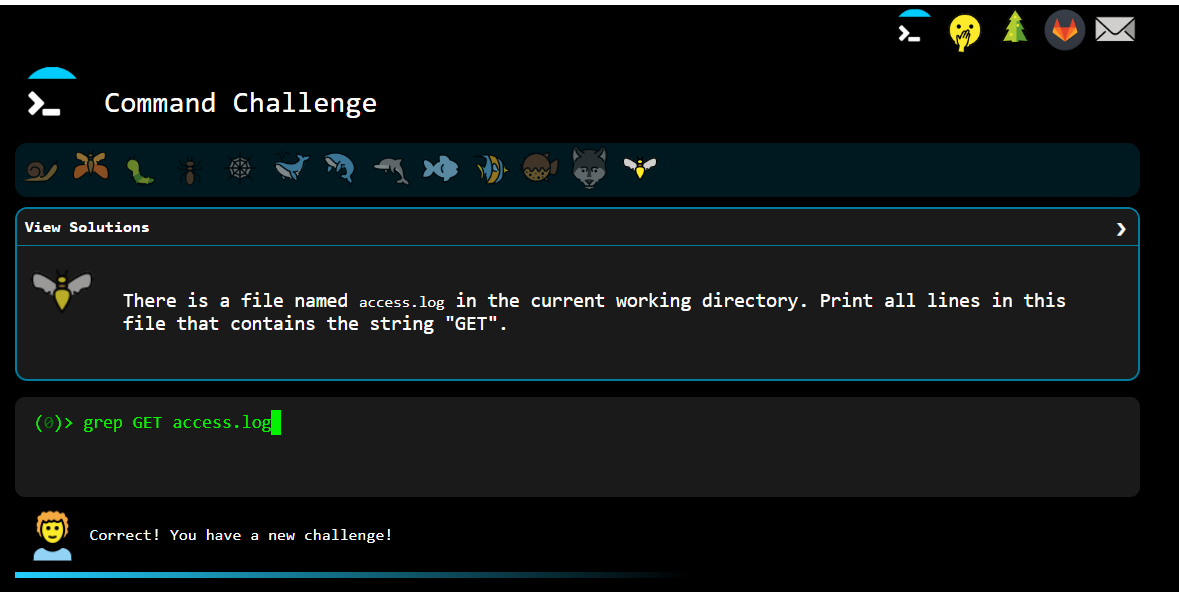 Command Challenge
View Solutions
There is a file named access.log in the current working directory. Print all lines in this
file that contains the string "GET".
(0)> grep GET access.log
Correct! You have a new challenge!